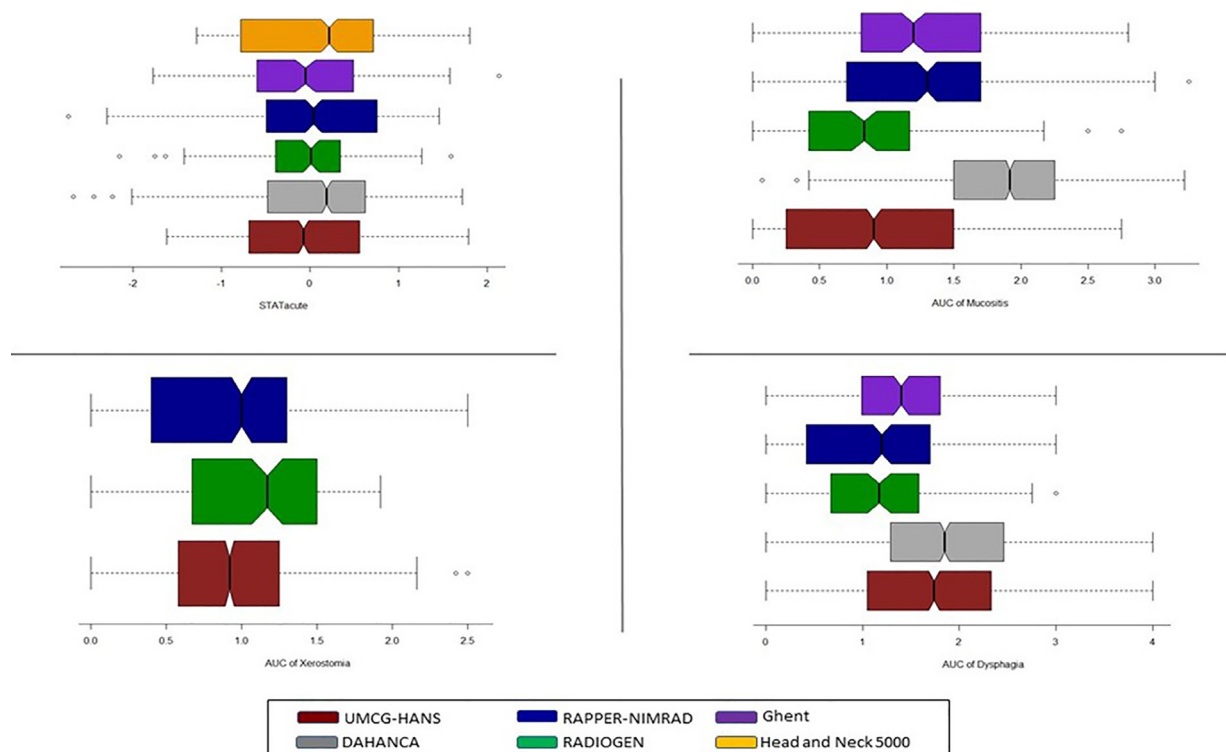 -2 -1 0 1 2
STATacute
0.0 0.5 1.0 1.5 2.0 2.5 3.0
AUC of Mucositis
0.0 0.5 1.0 1.5 2.0 2.5
AUC of Xerostomia
0 1 2 3 4
AUC of Dysphagia
UMCG-HANS RAPPER-NIMRAD Ghent
DAHANCA RADIOGEN Head and Neck 5000